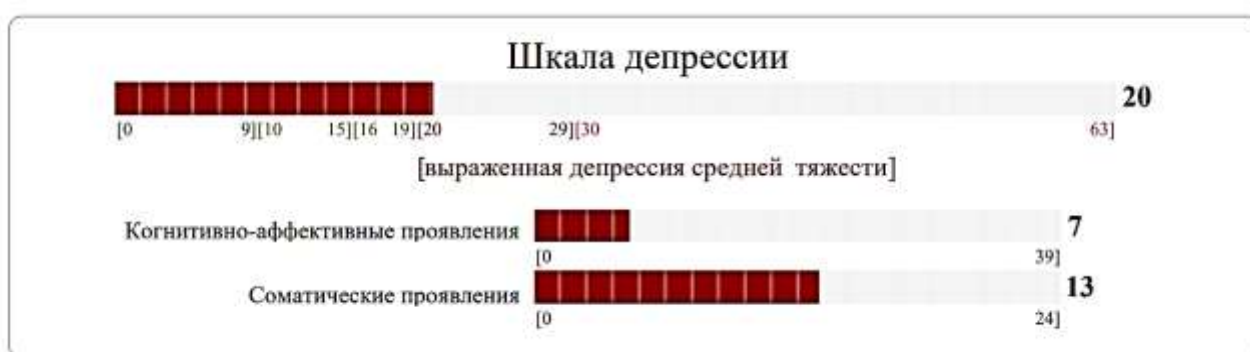 Шкала депрессии
20
[0 9][10 15][16 19][20 29][30 63]
[выраженная депрессия средней тяжести]
Когнитивно-аффективные проявления 7
[0 39]
Соматические проявления 13
[0 24]